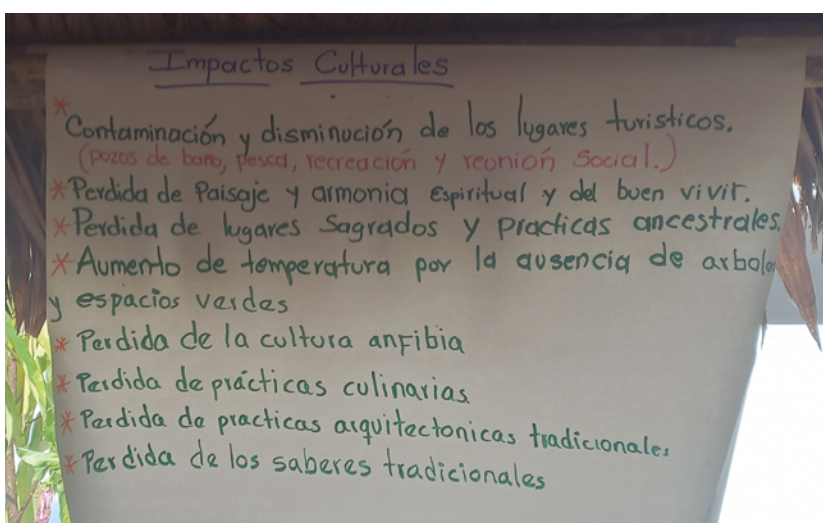 Impactos Culturales
* Contaminación y disminución de los lugares turisticos.
(pozos de baño, pesca, recreación y reunión Social.)
* Perdida de Paisaje y armonia Espiritual y del buen vivir.
* Perdida de lugares Sagrados y Practicas ancestrales.
* Aumento de temperatura por la ausencia de arboles
y espacios verdes
* Perdida de la cultura anfibia
* Perdida de prácticas culinarias
* Perdida de practicas arquitectonicas tradicionales
* Perdida de los saberes tradicionales